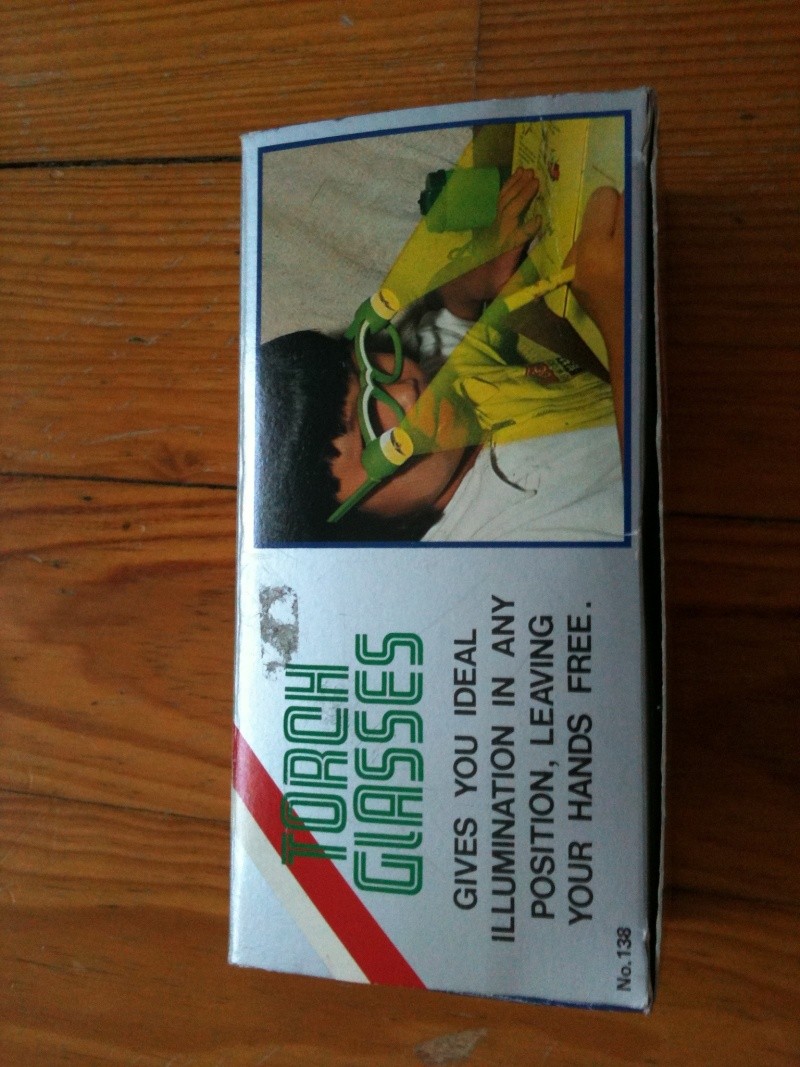 TORCH
GLASSES
GIVES YOU IDEAL
ILLUMINATION IN ANY
POSITION, LEAVING
YOUR HANDS FREE.
No.138